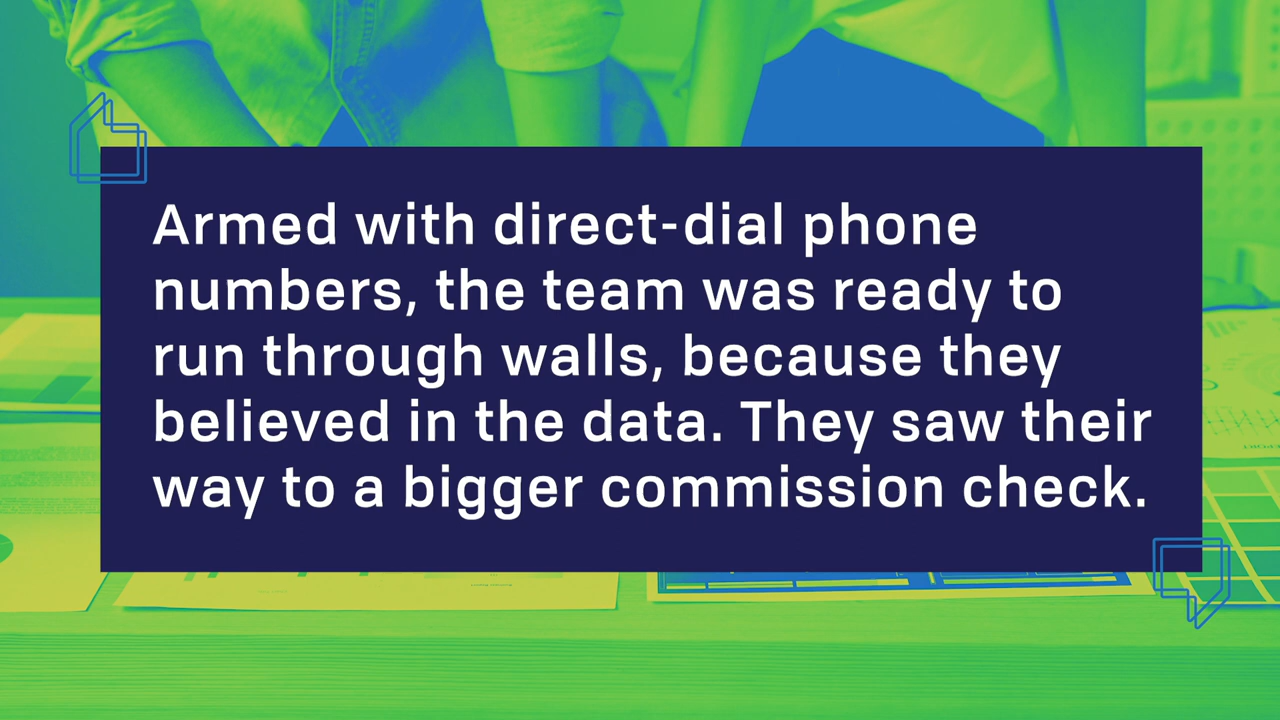 Armed with direct-dial phone
numbers, the team was ready to
run through walls, because they
believed in the data. They saw their
way to a bigger commission check.